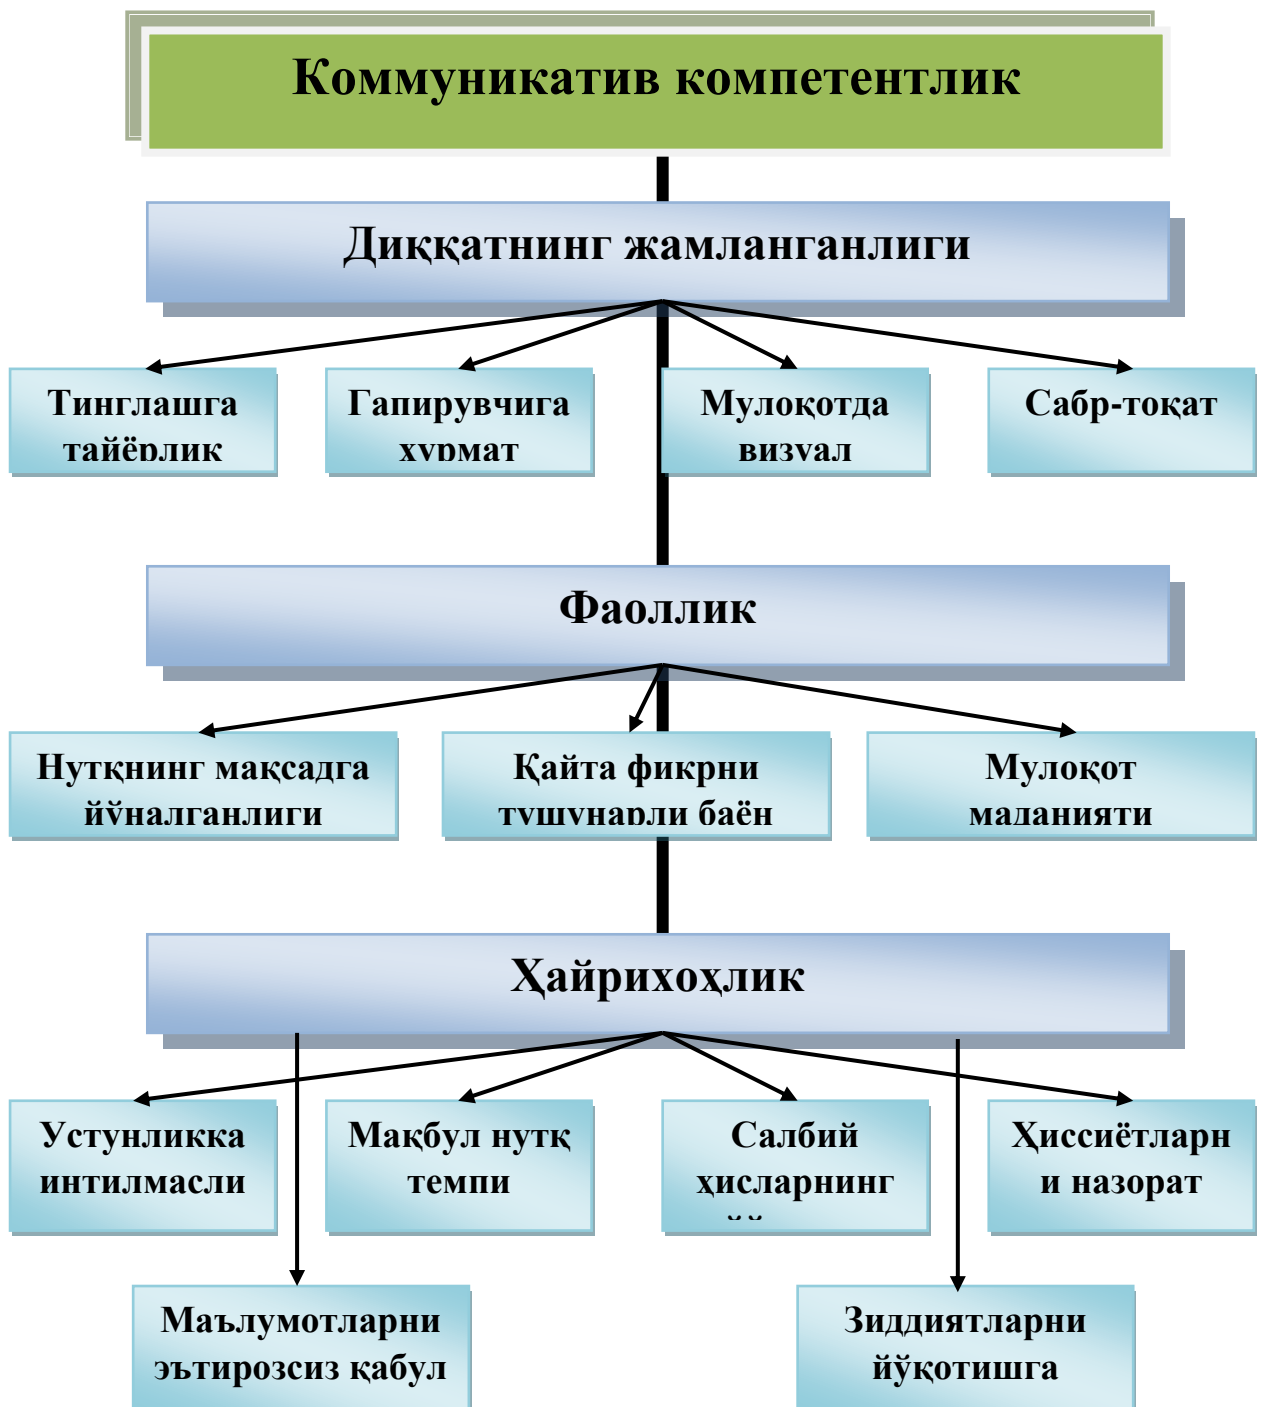 Коммуникатив компетентлик
Диққатнинг жамланганлиги
Тинглашга
тайёрлик
Гапирувчига
ҳурмат
Мулоқотда
визуал
Сабр-тоқат
Фаоллик
Нутқнинг мақсадга
йўналганлиги
Қайта фикрни
тушунарли баён
Мулоқот
маданияти
Ҳайрихоҳлик
Устунликка
интилмасли
Мақбул нутқ
темпи
Салбий
ҳисларнинг
Ҳиссиётларн
и назорат
Маълумотларни
эътирозсиз қабул
Зиддиятларни
йўқотишга